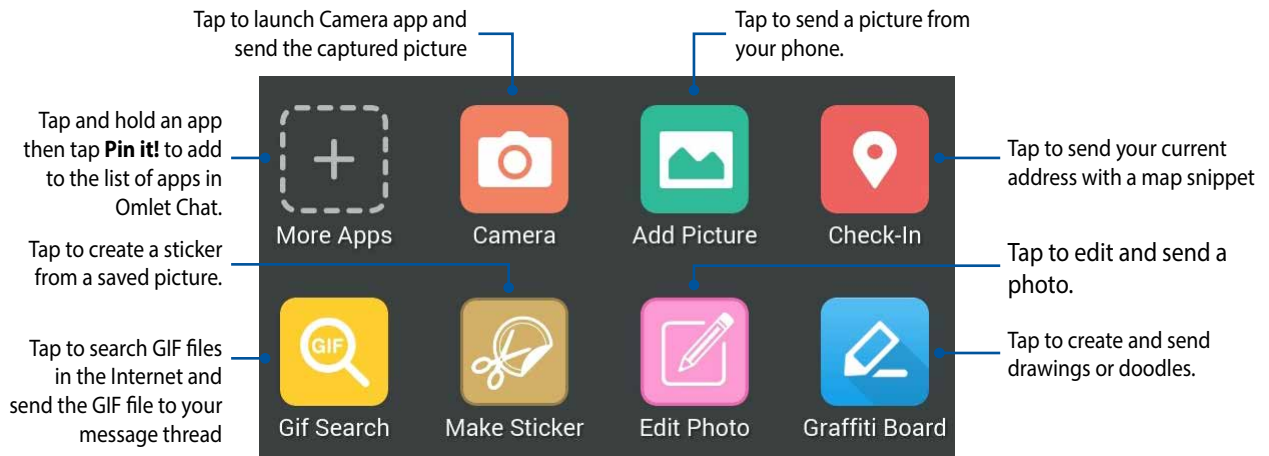 Tap to launch Camera app and
send the captured picture
Tap to send a picture from
your phone.
Tap and hold an app
then tap Pin it! to add
to the list of apps in
Omlet Chat.
Tap to send your current
address with a map snippet
More Apps
Camera
Add Picture
Check-In
Tap to create a sticker
from a saved picture.
Tap to edit and send a
photo.
Tap to search GIF files
in the Internet and
send the GIF file to your
message thread
GIF
Tap to create and send
drawings or doodles.
Gif Search
Make Sticker
Edit Photo
Graffiti Board